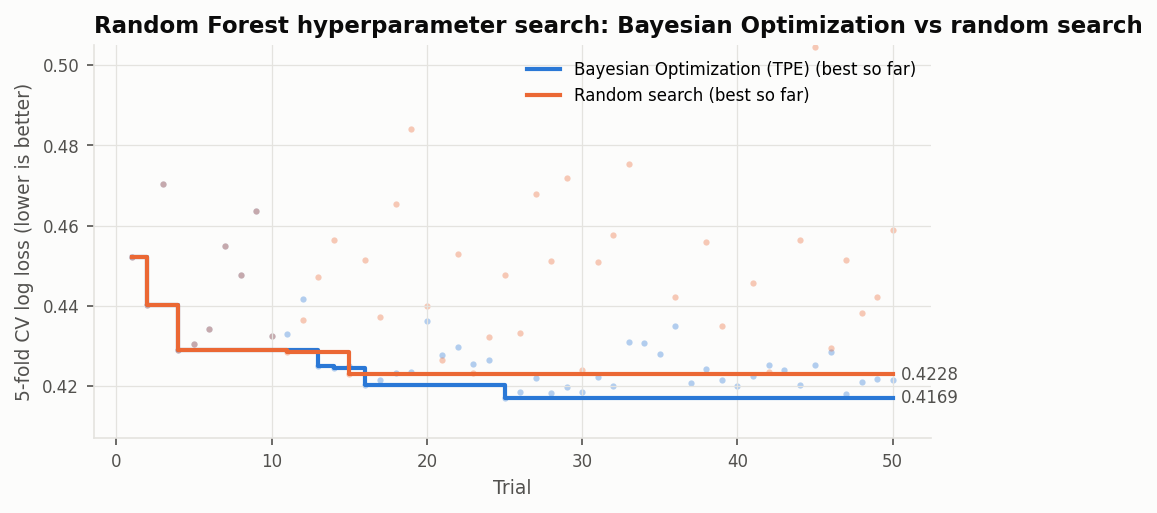 Random Forest hyperparameter search: Bayesian Optimization vs random search
5-fold CV log loss (lower is better)
0.50
0.48
0.46
0.44
0.42
Bayesian Optimization (TPE) (best so far)
Random search (best so far)
0.4228
0.4169
0
10
20
30
40
50
Trial